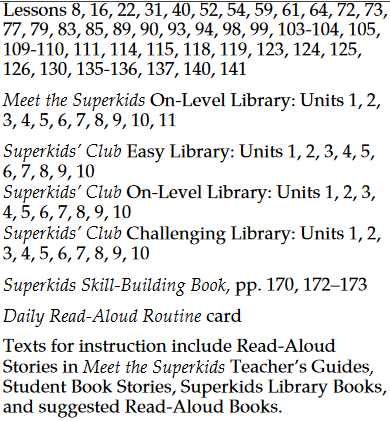 Lessons 8, 16, 22, 31, 40, 52, 54, 59, 61, 64, 72, 73,
77, 79, 83, 85, 89, 90, 93, 94, 98, 99, 103-104, 105,
109-110, 111, 114, 115, 118, 119, 123, 124, 125,
126, 130, 135-136, 137, 140, 141
Meet the Superkids On-Level Library: Units 1, 2,
3, 4, 5, 6, 7, 8, 9, 10, 11
Superkids’ Club Easy Library: Units 1, 2, 3, 4, 5,
6, 7, 8, 9, 10
Superkids’ Club On-Level Library: Units 1, 2, 3,
4, 5, 6, 7, 8, 9, 10
Superkids’ Club Challenging Library: Units 1, 2,
3, 4, 5, 6, 7, 8, 9, 10
Superkids Skill-Building Book, pp. 170, 172–173
Daily Read-Aloud Routine card
Texts for instruction include Read-Aloud
Stories in Meet the Superkids Teacher’s Guides,
Student Book Stories, Superkids Library Books,
and suggested Read-Aloud Books.